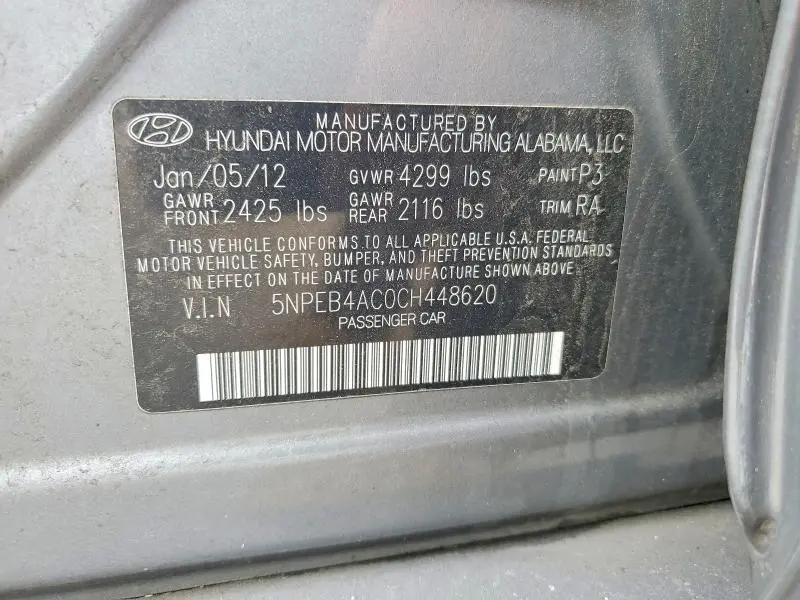 MANUFACTURED BY
HYUNDAI MOTOR MANUFACTURING ALABAMA, LLC
Jan/05/12 GVWR 4299 lbs PAINT P3
GAWR FRONT 2425 lbs GAWR REAR 2116 lbs TRIM RA
THIS VEHICLE CONFORMS TO ALL APPLICABLE U.S.A. FEDERAL
MOTOR VEHICLE SAFETY, BUMPER, AND THEFT PREVENTION STANDARDS
IN EFFECT ON THE DATE OF MANUFACTURE SHOWN ABOVE
V.I.N 5NPEB4AC0CH448620
PASSENGER CAR